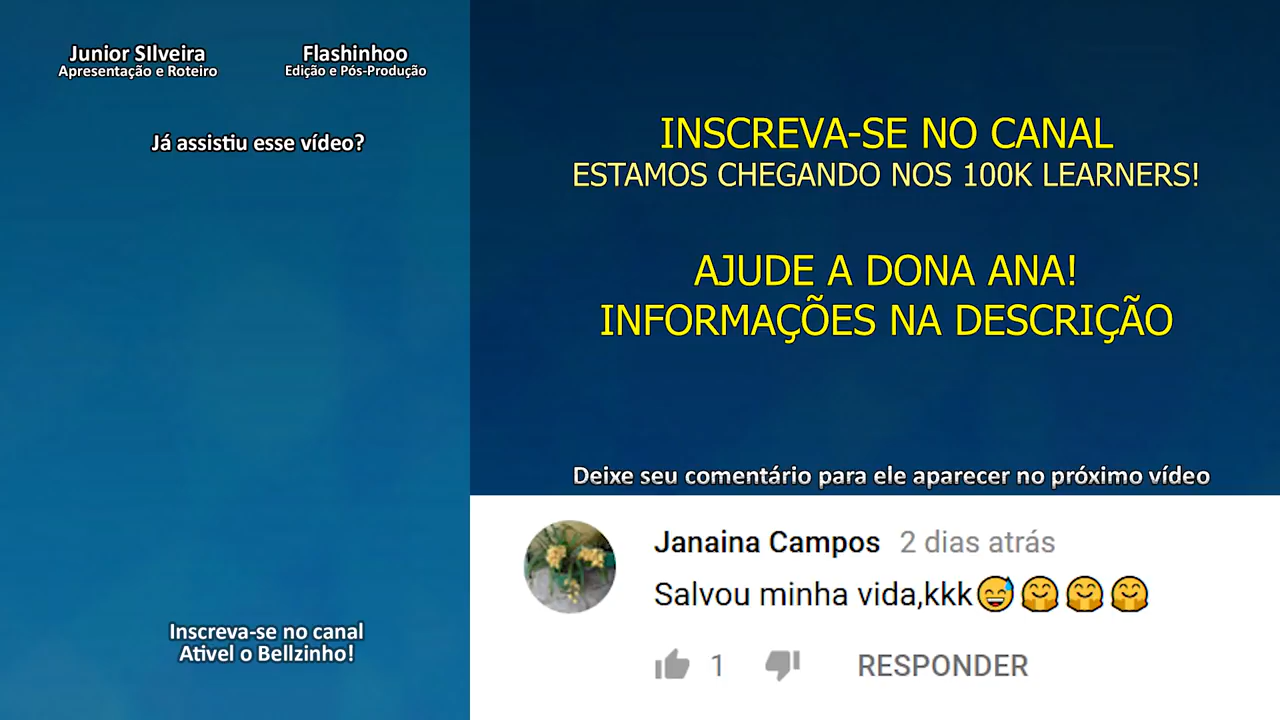 Junior SIlveira
Apresentação e Roteiro
Flashinhoo
Edição e Pós-Produção
Já assistiu esse vídeo?
Inscreva-se no canal
Ativel o Bellzinho!
INSCREVA-SE NO CANAL
ESTAMOS CHEGANDO NOS 100K LEARNERS!
AJUDE A DONA ANA!
INFORMAÇÕES NA DESCRIÇÃO
Deixe seu comentário para ele aparecer no próximo vídeo
Janaina Campos 2 dias atrás
Salvou minha vida,kkk😅🤗🤗🤗
1 RESPONDER